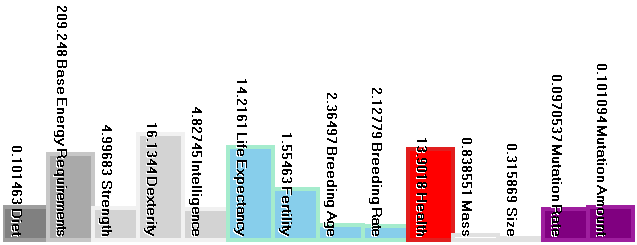 0.101463 Diet
209.248 Base Energy Requirements
4.99683 Strength
16.1344 Dexterity
4.82745 Intelligence
14.2161 Life Expectancy
1.55463 Fertility
2.36497 Breeding Age
2.12779 Breeding Rate
13.9018 Health
0.838551 Mass
0.315869 Size
0.0970537 Mutation Rate
0.101094 Mutation Amount